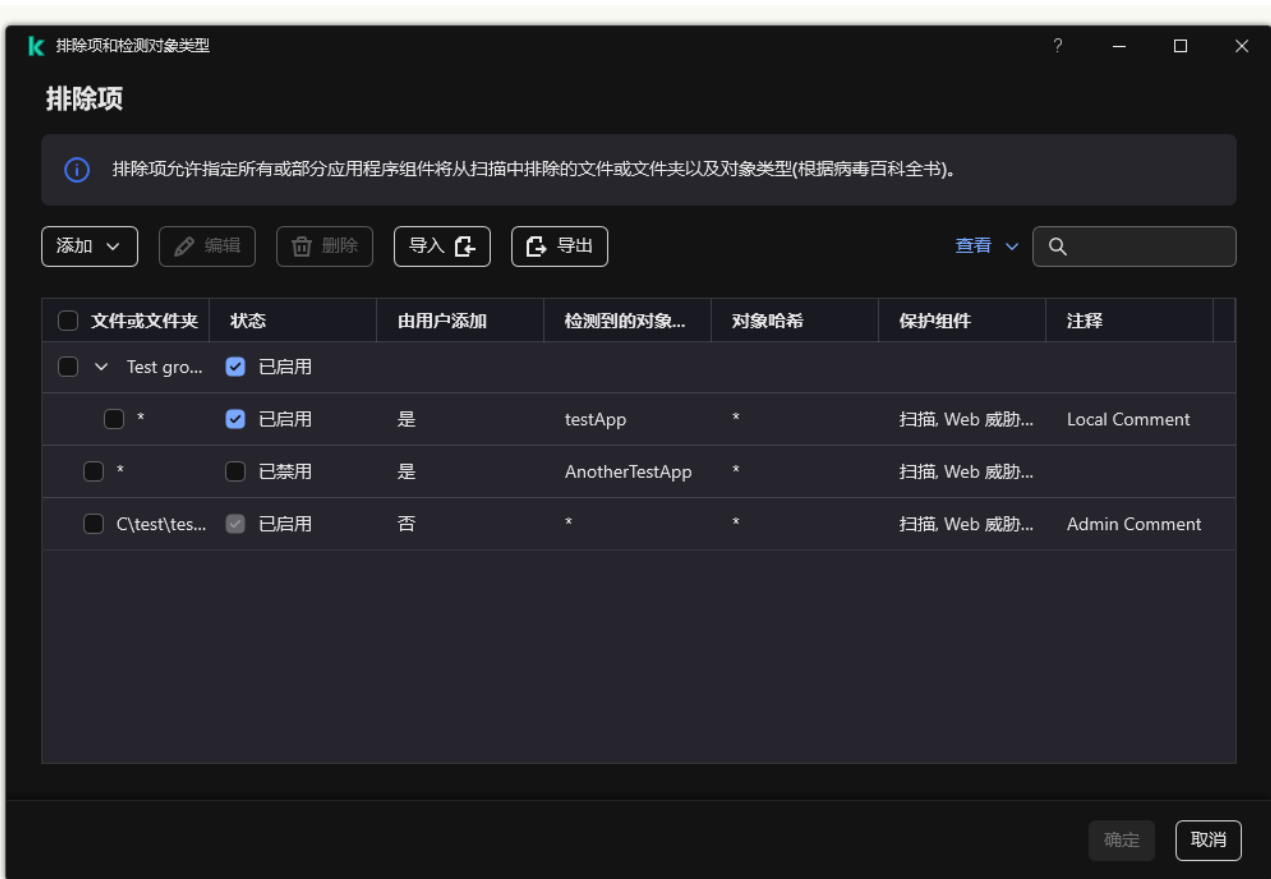 排除项和检测对象类型
排除项
排除项允许指定所有或部分应用程序组件将从扫描中排除的文件或文件夹以及对象类型(根据病毒百科全书)。
添加 编辑 删除 导入 导出 查看
文件或文件夹 状态 由用户添加 检测到的对象... 对象哈希 保护组件 注释
Test gro... 已启用
* 已启用 是 testApp * 扫描, Web 威胁... Local Comment
* 已禁用 是 AnotherTestApp * 扫描, Web 威胁...
C\test\tes... 已启用 否 * * 扫描, Web 威胁... Admin Comment
确定 取消